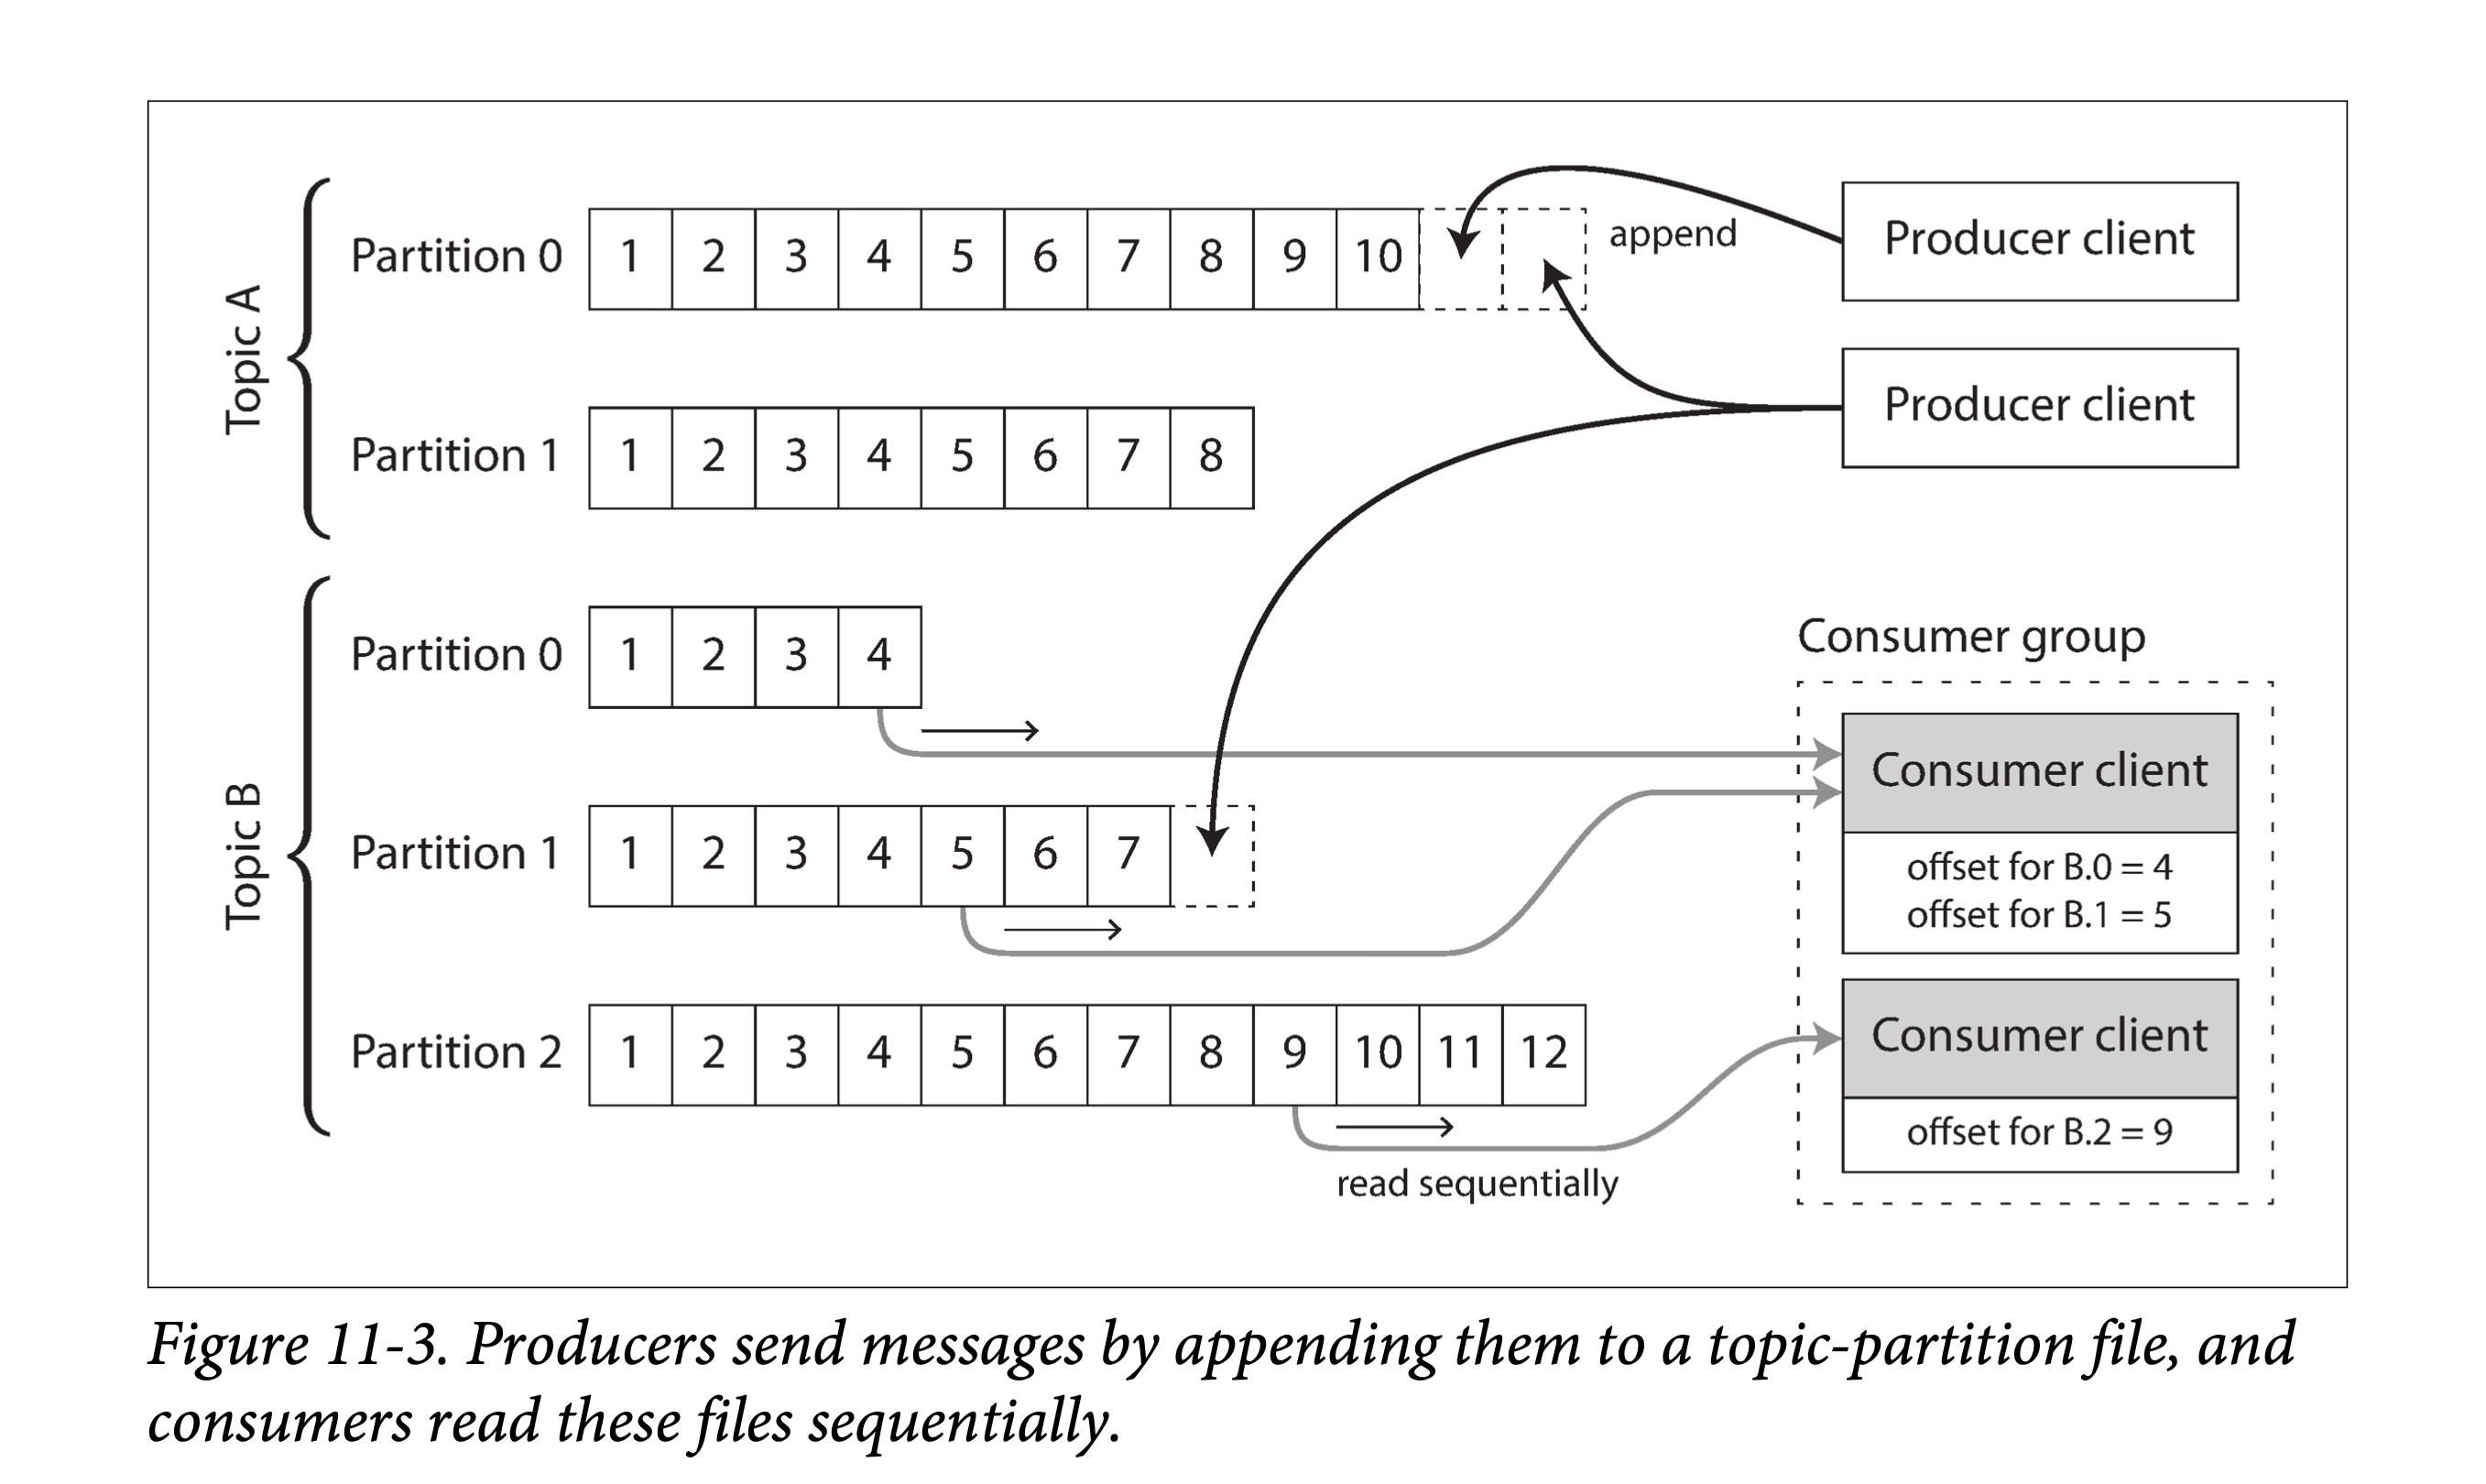 Topic A
Partition 0 1 2 3 4 5 6 7 8 9 10 append
Producer client
Producer client
Partition 1 1 2 3 4 5 6 7 8
Topic B
Partition 0 1 2 3 4
Partition 1 1 2 3 4 5 6 7
Partition 2 1 2 3 4 5 6 7 8 9 10 11 12
read sequentially
Consumer group
Consumer client
offset for B.0 = 4
offset for B.1 = 5
Consumer client
offset for B.2 = 9
Figure 11-3. Producers send messages by appending them to a topic-partition file, and
consumers read these files sequentially.